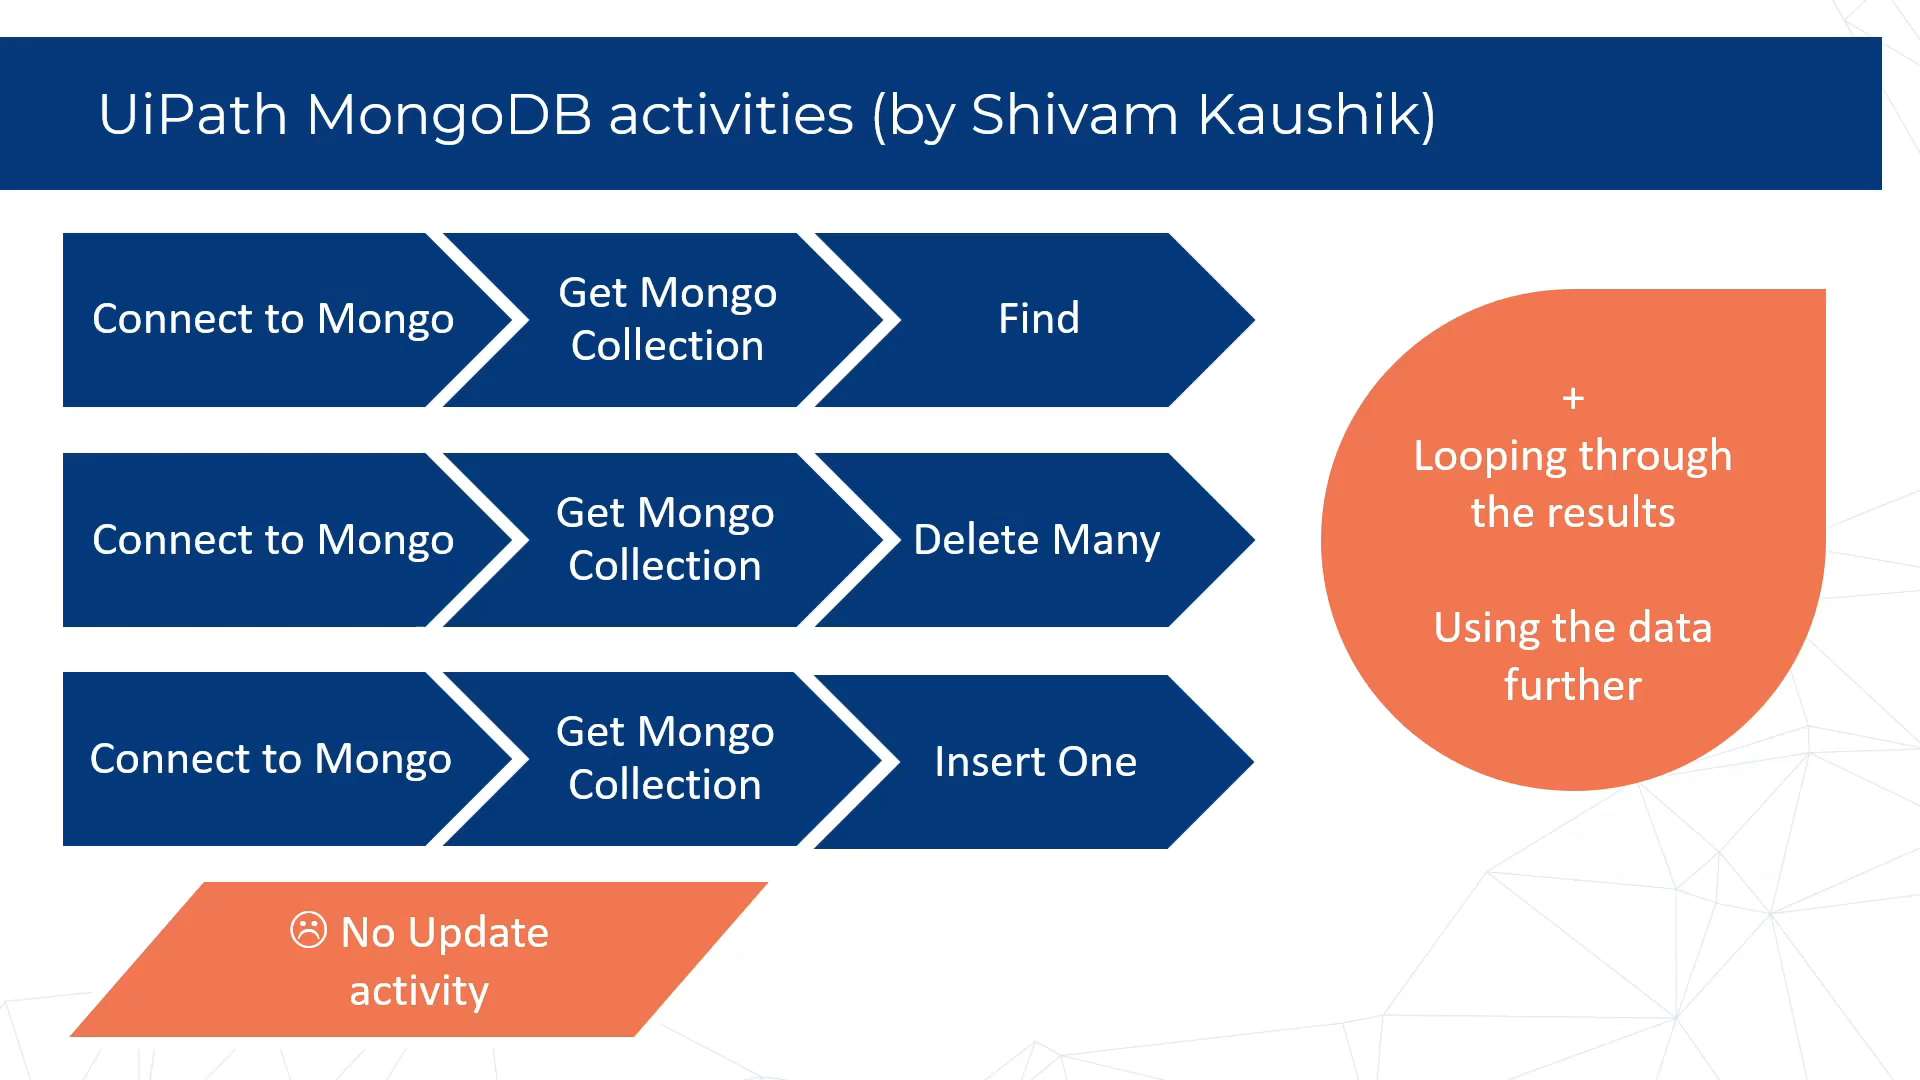 UiPath MongoDB activities (by Shivam Kaushik)
Connect to Mongo
Get Mongo
Collection
Find
Connect to Mongo
Get Mongo
Collection
Delete Many
Connect to Mongo
Get Mongo
Collection
Insert One
+
Looping through
the results
Using the data
further
☹ No Update
activity